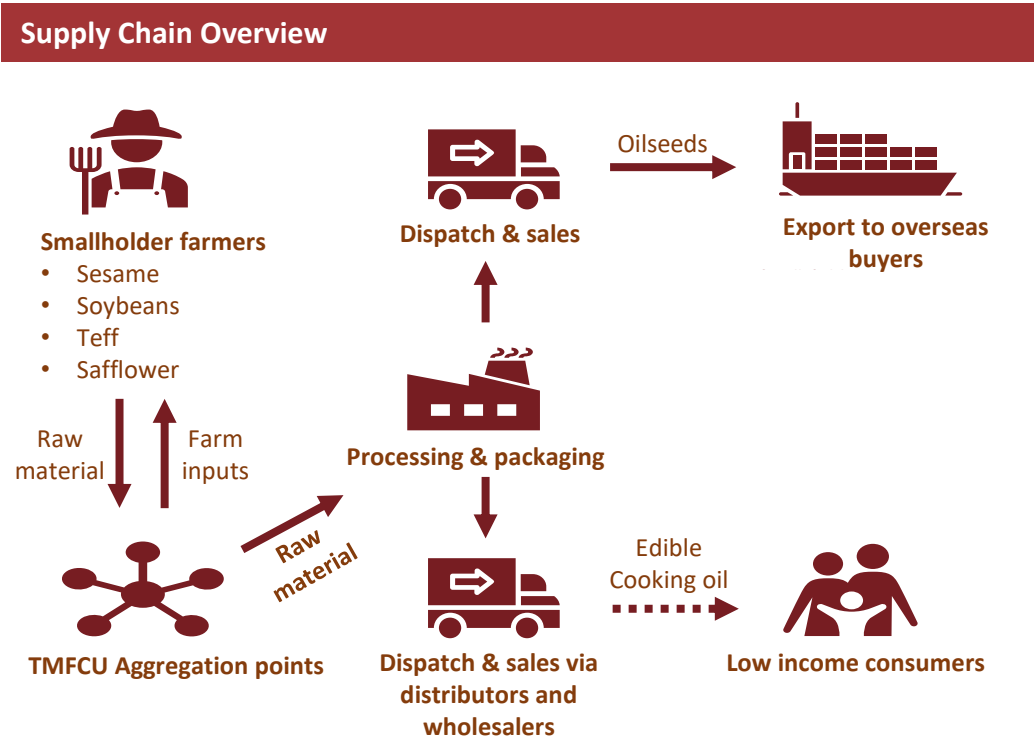 Supply Chain Overview
Smallholder farmers
• Sesame
• Soybeans
• Teff
• Safflower
Raw
material
Farm
inputs
TMFCU Aggregation points
Raw
material
Processing & packaging
Dispatch & sales
Oilseeds
Export to overseas
buyers
Dispatch & sales via
distributors and
wholesalers
Edible
Cooking oil
Low income consumers